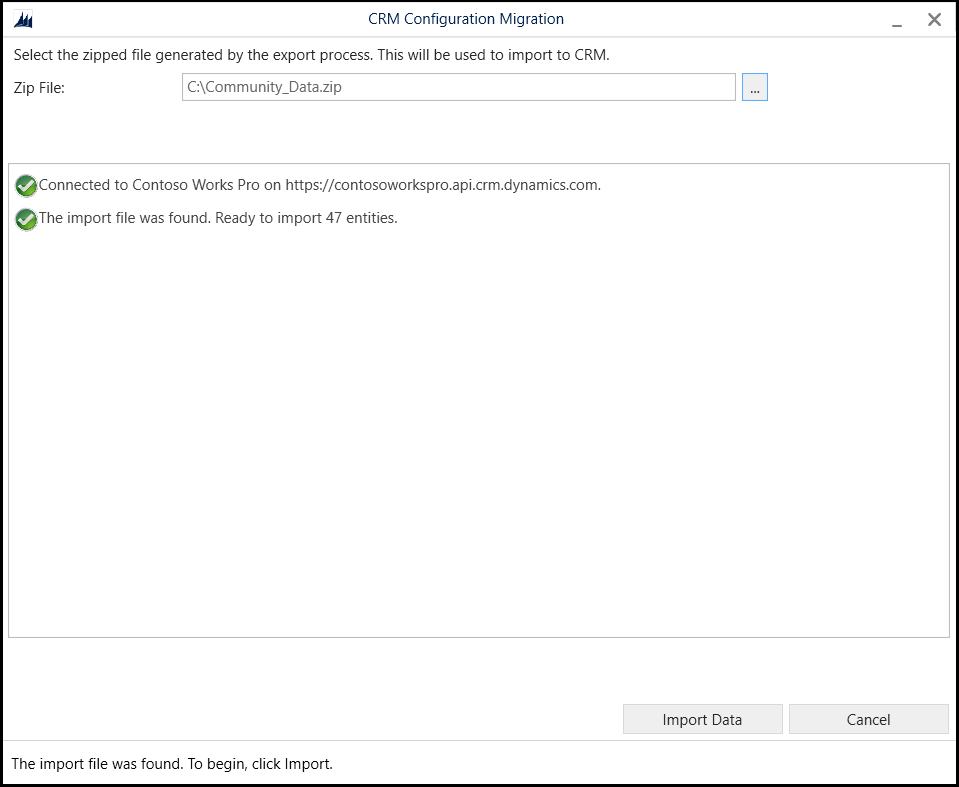 CRM Configuration Migration
Select the zipped file generated by the export process. This will be used to import to CRM.
Zip File:
C:\Community_Data.zip
...
Connected to Contoso Works Pro on https://contosoworkspro.api.crm.dynamics.com.
The import file was found. Ready to import 47 entities.
Import Data
Cancel
The import file was found. To begin, click Import.